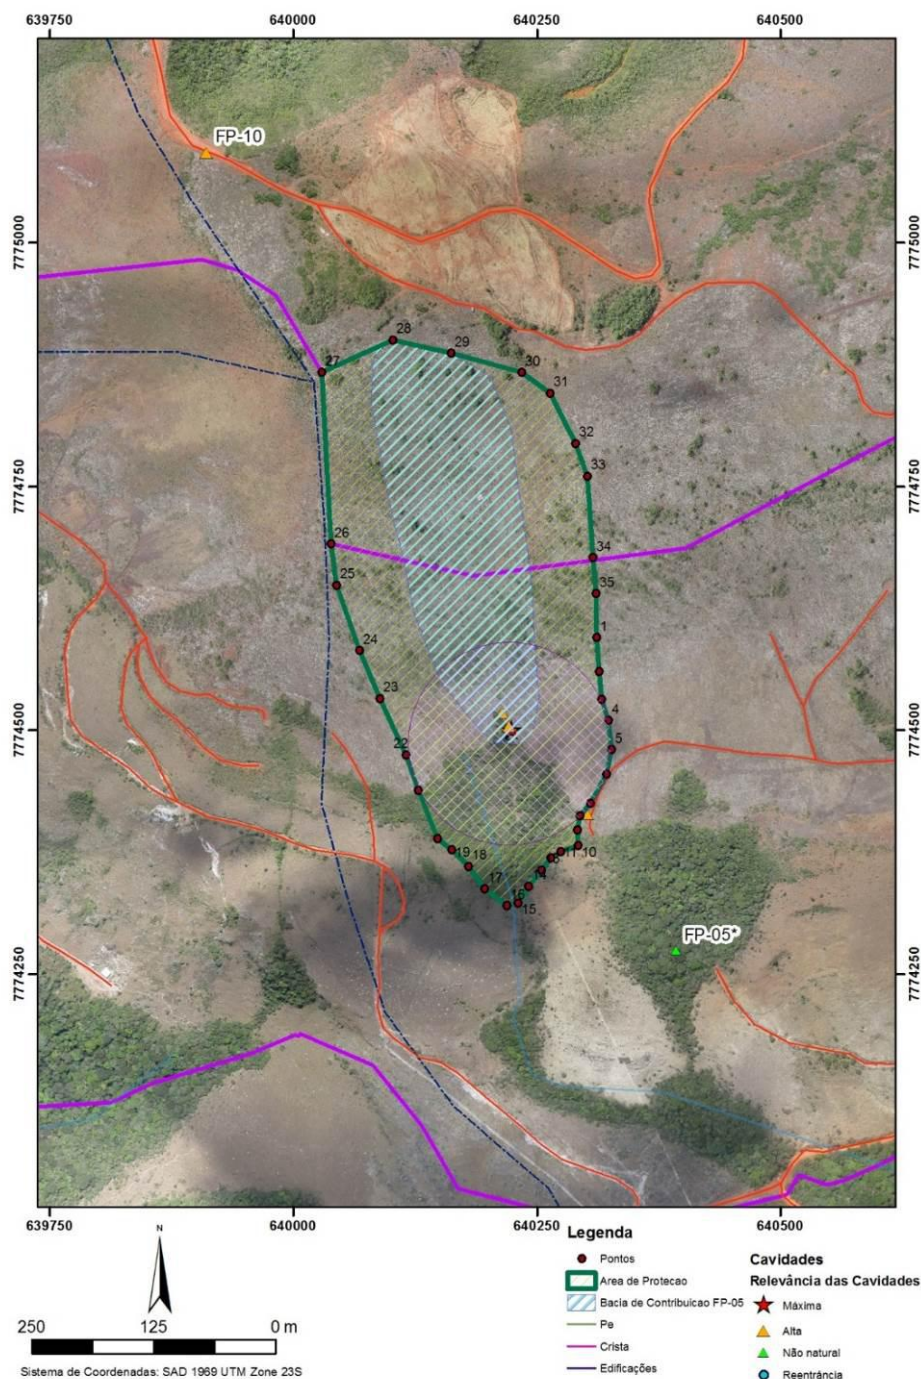 639750
640000
640250
640500
7775000
7774750
7774500
7774250
7775000
7774750
7774500
7774250
FP-10
28
29
27
30
31
32
33
26
34
25
35
1
24
23
4
22
5
19
18
11
10
17
15
FP-05*
639750
640000
640250
640500
N
250
125
0 m
Sistema de Coordenadas: SAD 1969 UTM Zone 23S
Legenda
Pontos
Area de Protecao
Bacia de Contribuicao FP-05
Pe
Crista
Edificações
Cavidades
Relevância das Cavidades
Máxima
Alta
Não natural
Reentrância